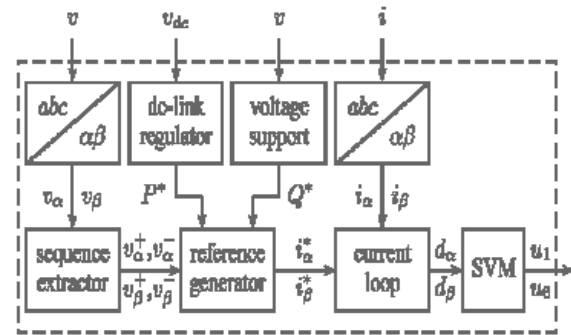 v v_dc v i
abc αβ
dc-link regulator
voltage support
abc αβ
v_α v_β P* Q* i_α i_β
sequence extractor
v_α^+, v_α^-
v_β^+, v_β^-
reference generator
i_α^*
i_β^*
current loop
d_α
d_β
SVM
u_1
u_6